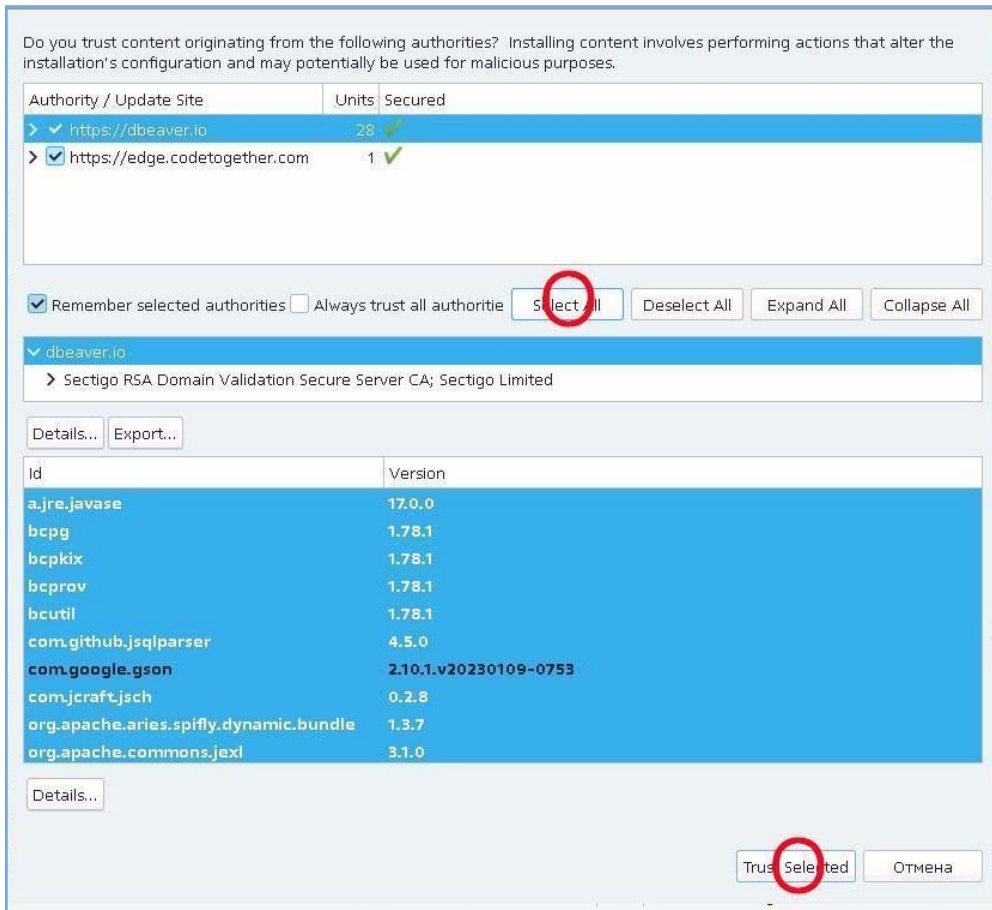 Do you trust content originating from the following authorities? Installing content involves performing actions that alter the
installation's configuration and may potentially be used for malicious purposes.
Authority / Update Site Units Secured
https://dbeaver.io 28
https://edge.codetogether.com 1
Remember selected authorities Always trust all authoritie Select All Deselect All Expand All Collapse All
dbeaver.io
Sectigo RSA Domain Validation Secure Server CA; Sectigo Limited
Details... Export...
Id Version
a.jre.javase 17.0.0
bcpg 1.78.1
bcpkix 1.78.1
bcprov 1.78.1
bcutil 1.78.1
com.github.jsqlparser 4.5.0
com.google.gson 2.10.1.v20230109-0753
com.jcraft.jsch 0.2.8
org.apache.aries.spifly.dynamic.bundle 1.3.7
org.apache.commons.jexl 3.1.0
Details...
Trust Selected Отмена